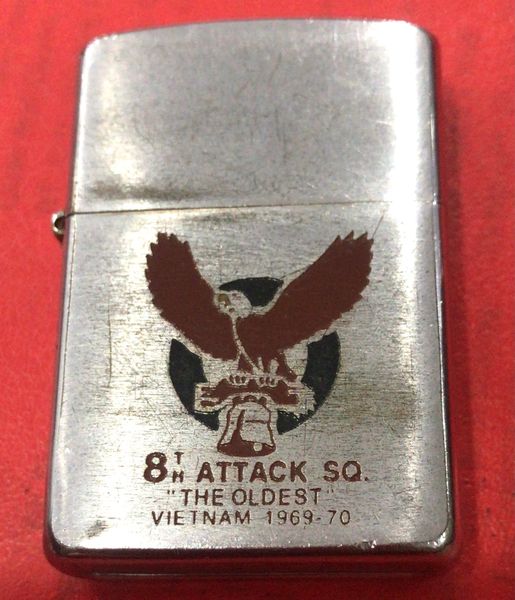 8TH ATTACK SQ.
"THE OLDEST"
VIETNAM 1969-70